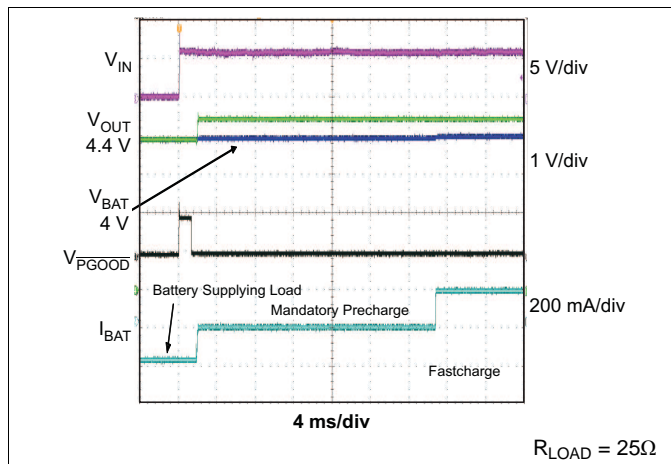 V_IN
5 V/div
V_OUT
4.4 V
1 V/div
V_BAT
4 V
V_P̅G̅O̅O̅D̅
Battery Supplying Load
Mandatory Precharge
200 mA/div
I_BAT
Fastcharge
4 ms/div
R_LOAD = 25Ω